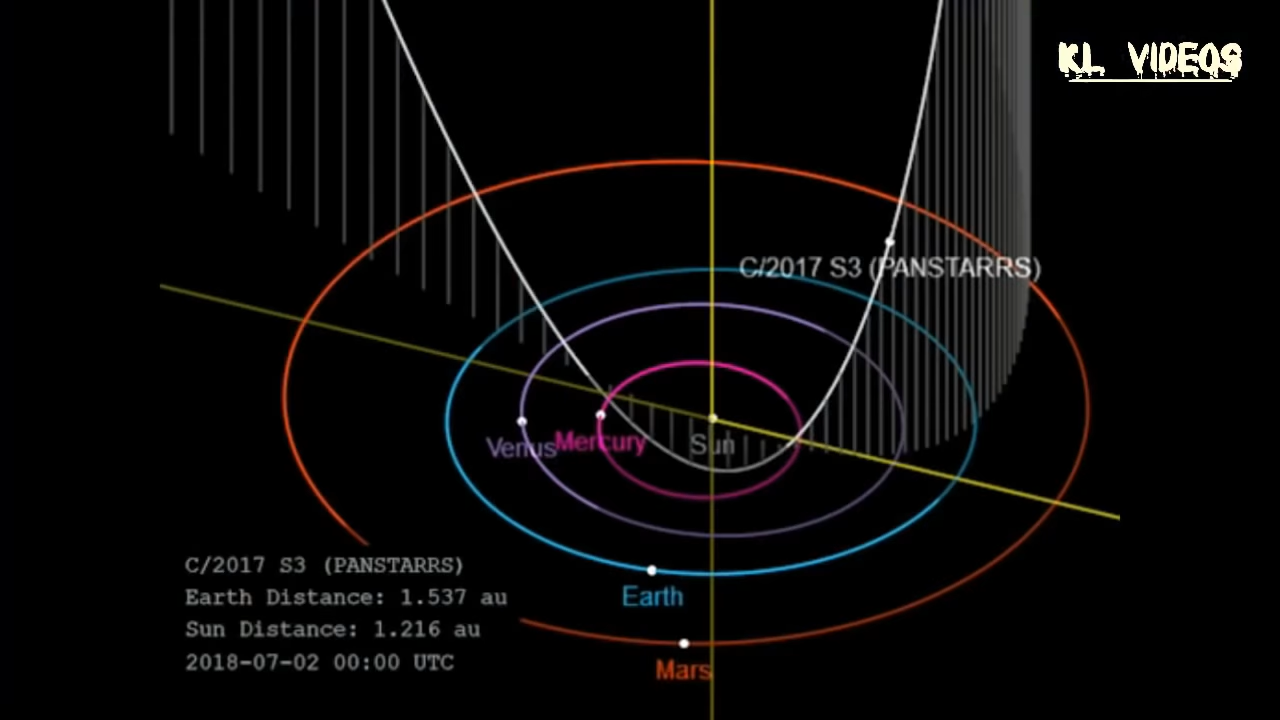 KL VIDEOS
C/2017 S3 (PANSTARRS)
Sun
Mercury
Venus
Earth
Mars
C/2017 S3 (PANSTARRS)
Earth Distance: 1.537 au
Sun Distance: 1.216 au
2018-07-02 00:00 UTC